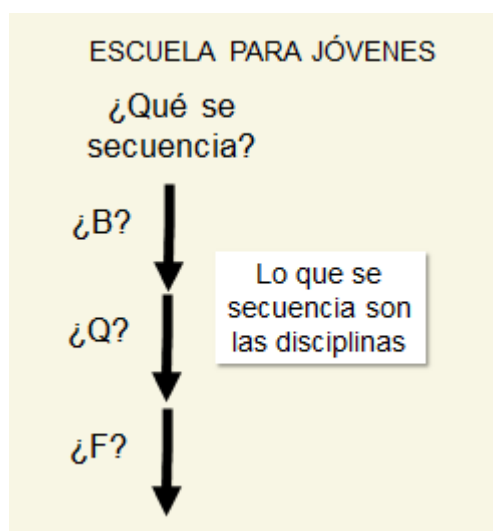 ESCUELA PARA JÓVENES
¿Qué se
secuencia?
¿B?
Lo que se
secuencia son
las disciplinas
¿Q?
¿F?